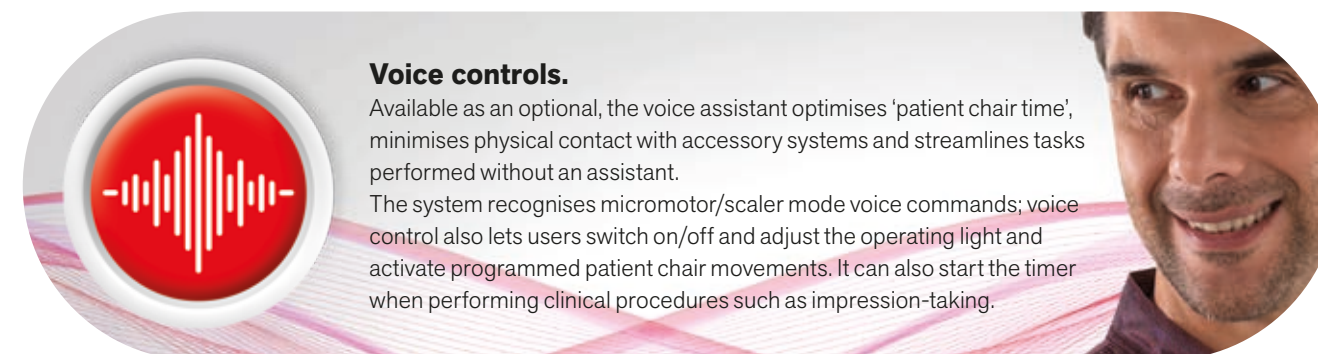 Voice controls.
Available as an optional, the voice assistant optimises ‘patient chair time’,
minimises physical contact with accessory systems and streamlines tasks
performed without an assistant.
The system recognises micromotor/scaler mode voice commands; voice
control also lets users switch on/off and adjust the operating light and
activate programmed patient chair movements. It can also start the timer
when performing clinical procedures such as impression-taking.